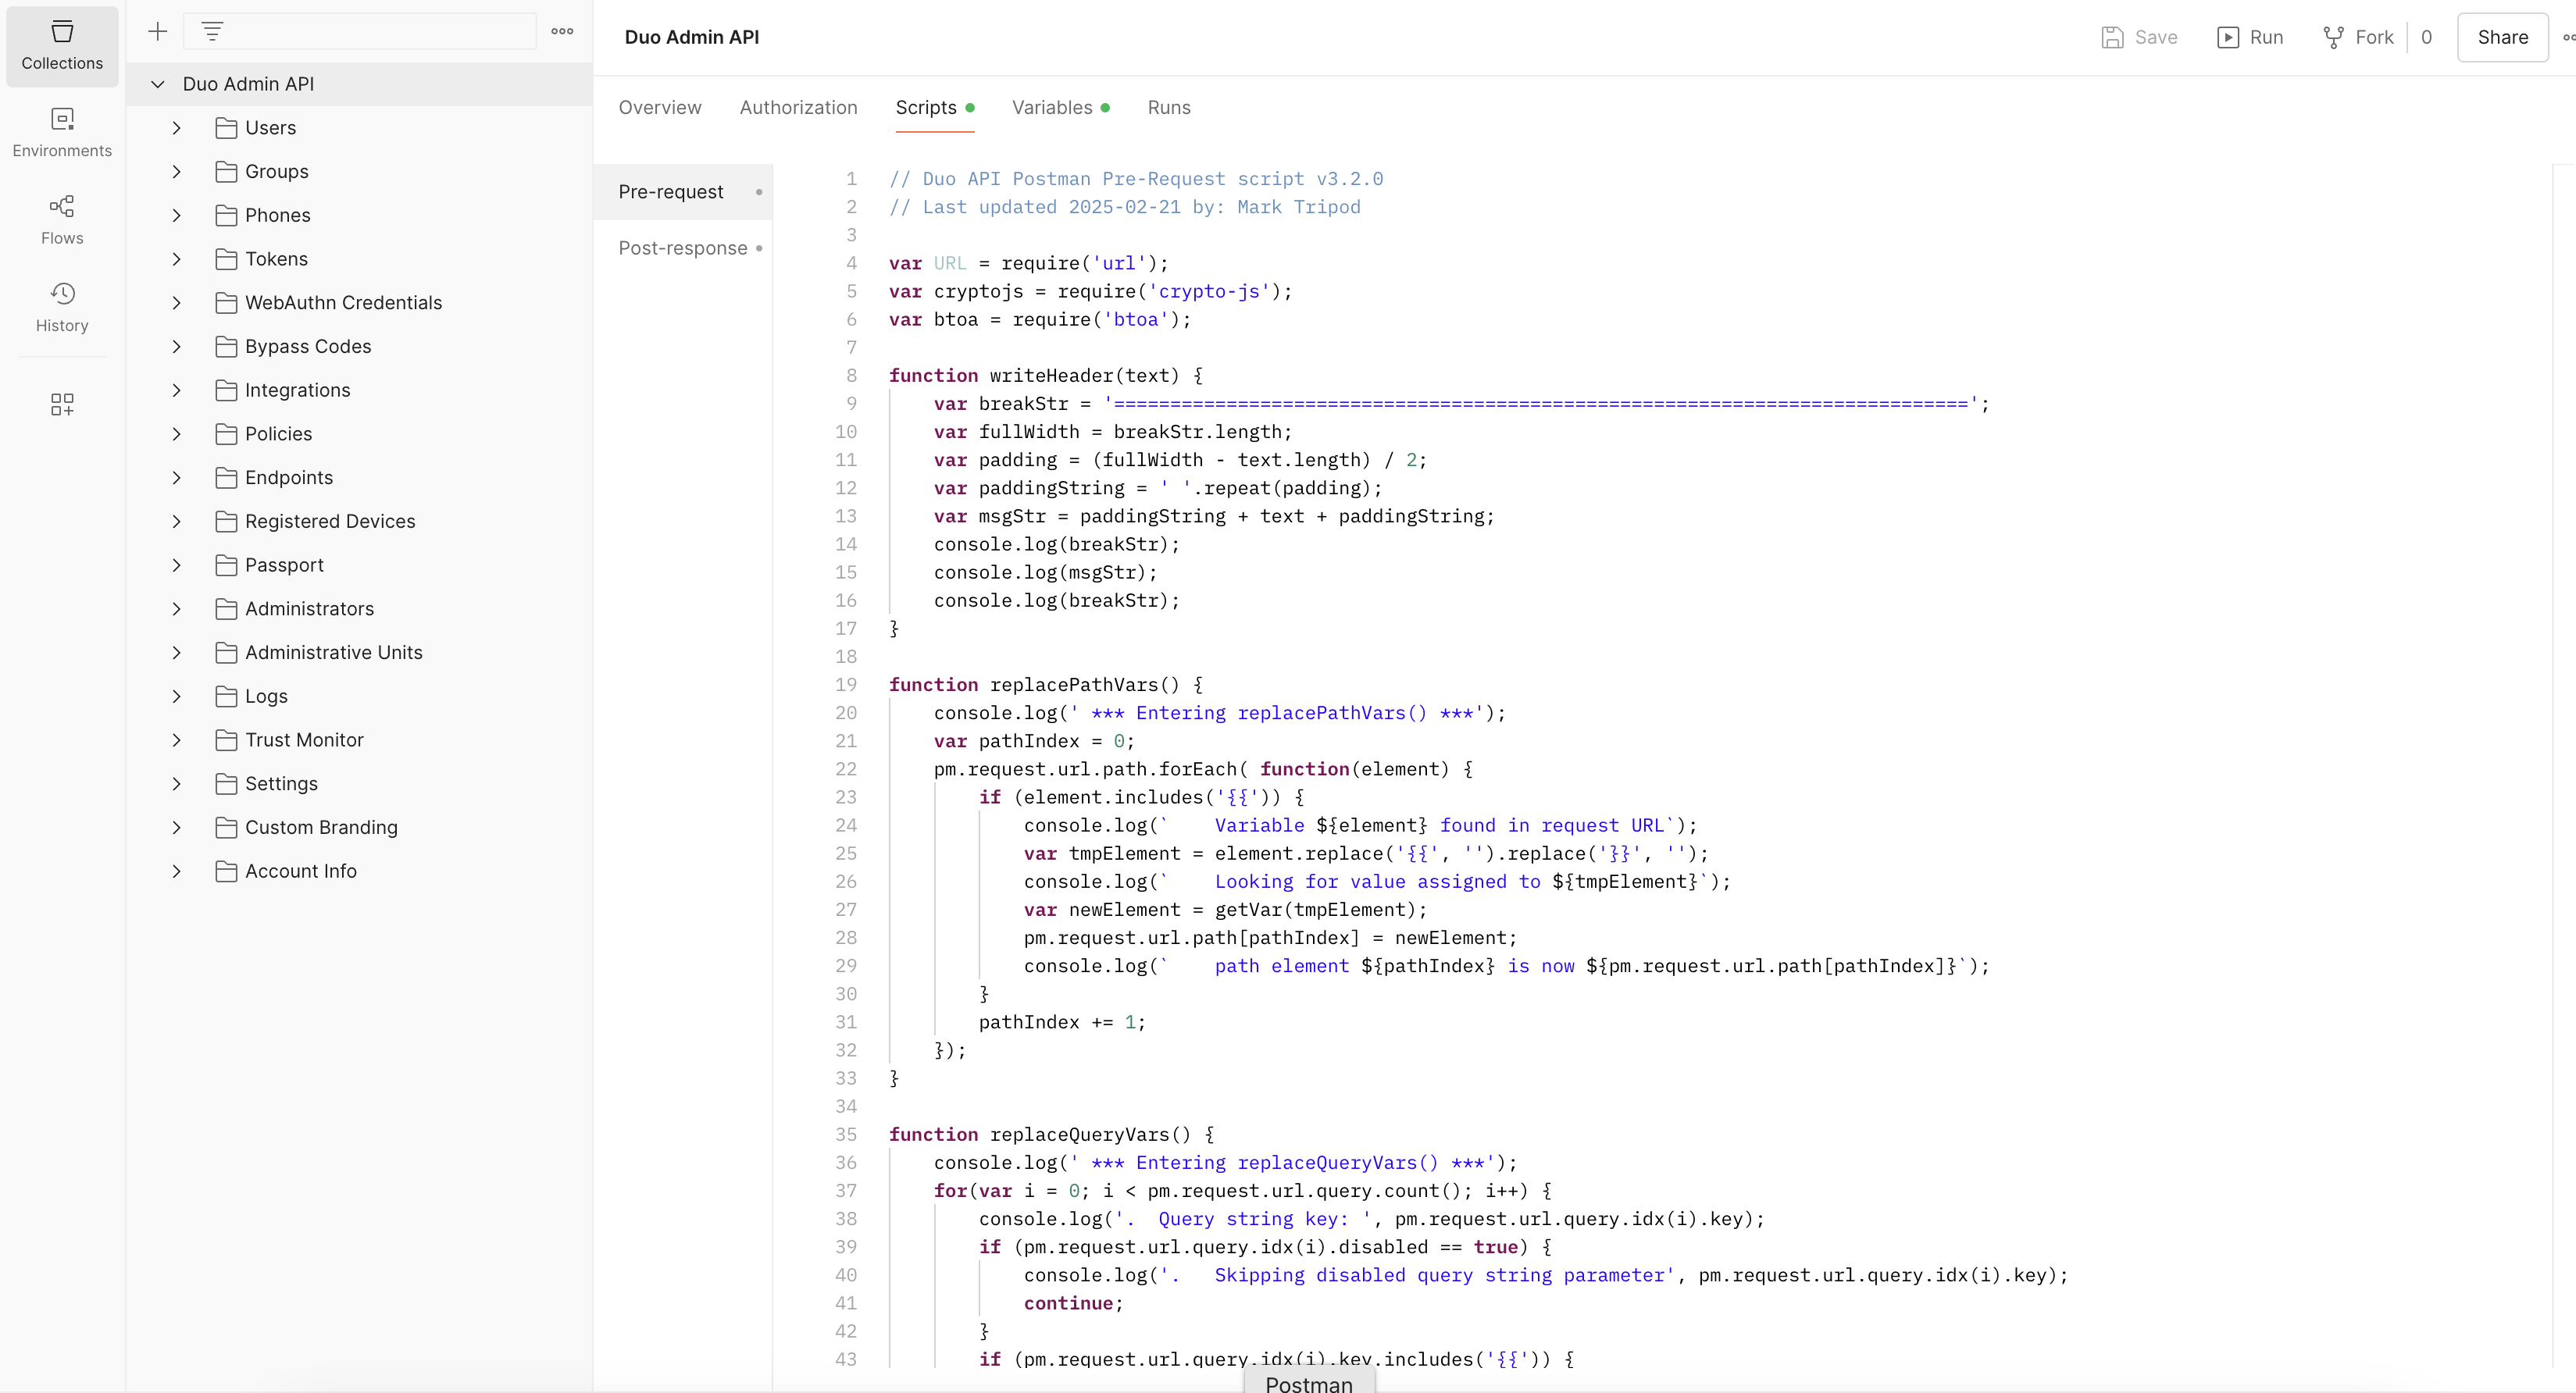 Collections
Environments
Flows
History
Duo Admin API
Users
Groups
Phones
Tokens
WebAuthn Credentials
Bypass Codes
Integrations
Policies
Endpoints
Registered Devices
Passport
Administrators
Administrative Units
Logs
Trust Monitor
Settings
Custom Branding
Account Info
Duo Admin API
Save
Run
Fork
0
Share
Overview
Authorization
Scripts
Variables
Runs
Pre-request
Post-response
1 // Duo API Postman Pre-Request script v3.2.0
2 // Last updated 2025-02-21 by: Mark Tripod
3
4 var URL = require('url');
5 var cryptojs = require('crypto-js');
6 var btoa = require('btoa');
7
8 function writeHeader(text) {
9     var breakStr = '============================================================================';
10     var fullWidth = breakStr.length;
11     var padding = (fullWidth - text.length) / 2;
12     var paddingString = ' '.repeat(padding);
13     var msgStr = paddingString + text + paddingString;
14     console.log(breakStr);
15     console.log(msgStr);
16     console.log(breakStr);
17 }
18
19 function replacePathVars() {
20     console.log(' *** Entering replacePathVars() ***');
21     var pathIndex = 0;
22     pm.request.url.path.forEach( function(element) {
23         if (element.includes('{{')) {
24             console.log(`    Variable ${element} found in request URL`);
25             var tmpElement = element.replace('{{', '').replace('}}', '');
26             console.log(`    Looking for value assigned to ${tmpElement}`);
27             var newElement = getVar(tmpElement);
28             pm.request.url.path[pathIndex] = newElement;
29             console.log(`    path element ${pathIndex} is now ${pm.request.url.path[pathIndex]}`);
30         }
31         pathIndex += 1;
32     });
33 }
34
35 function replaceQueryVars() {
36     console.log(' *** Entering replaceQueryVars() ***');
37     for(var i = 0; i < pm.request.url.query.count(); i++) {
38         console.log('.  Query string key: ', pm.request.url.query.idx(i).key);
39         if (pm.request.url.query.idx(i).disabled == true) {
40             console.log('.   Skipping disabled query string parameter', pm.request.url.query.idx(i).key);
41             continue;
42         }
43         if (pm.request.url.query.idx(i).key.includes('{{')) {
Postman